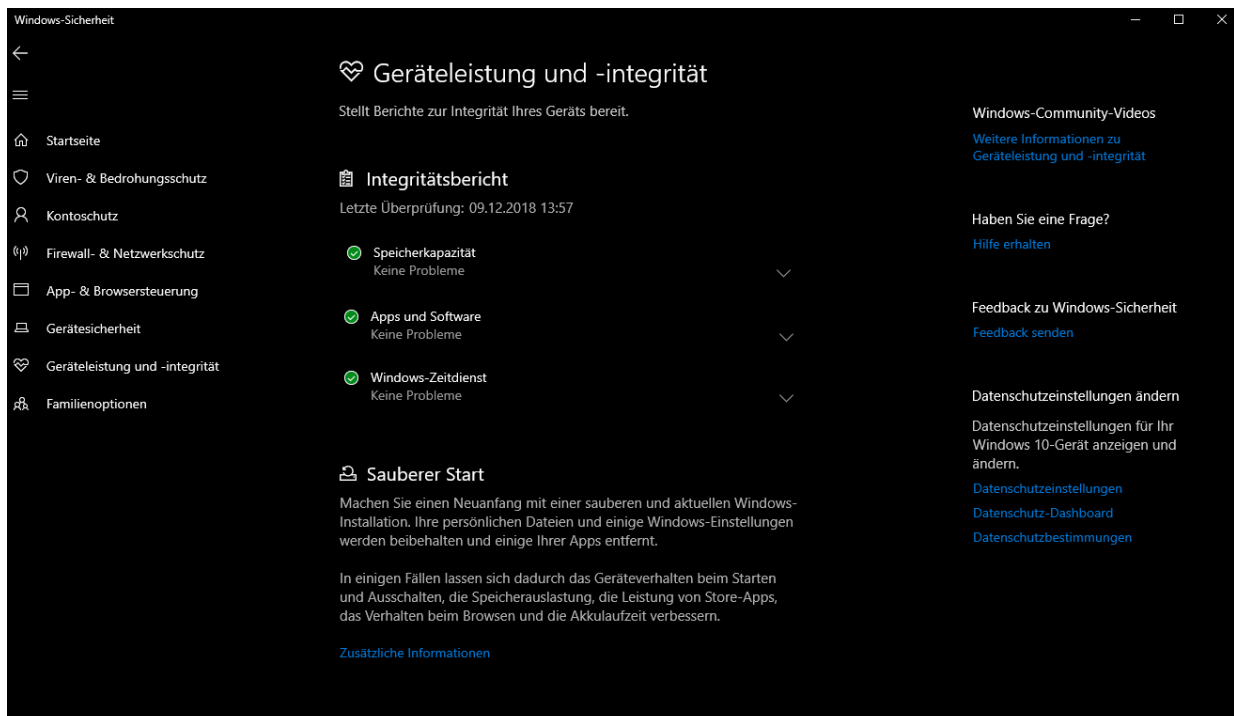 Windows-Sicherheit
Startseite
Viren- & Bedrohungsschutz
Kontoschutz
Firewall- & Netzwerkschutz
App- & Browsersteuerung
Gerätesicherheit
Geräteleistung und -integrität
Familienoptionen
Geräteleistung und -integrität
Stellt Berichte zur Integrität Ihres Geräts bereit.
Integritätsbericht
Letzte Überprüfung: 09.12.2018 13:57
Speicherkapazität
Keine Probleme
Apps und Software
Keine Probleme
Windows-Zeitdienst
Keine Probleme
Sauberer Start
Machen Sie einen Neuanfang mit einer sauberen und aktuellen Windows-
Installation. Ihre persönlichen Dateien und einige Windows-Einstellungen
werden beibehalten und einige Ihrer Apps entfernt.
In einigen Fällen lassen sich dadurch das Geräteverhalten beim Starten
und Ausschalten, die Speicherauslastung, die Leistung von Store-Apps,
das Verhalten beim Browsen und die Akkulaufzeit verbessern.
Zusätzliche Informationen
Windows-Community-Videos
Weitere Informationen zu
Geräteleistung und -integrität
Haben Sie eine Frage?
Hilfe erhalten
Feedback zu Windows-Sicherheit
Feedback senden
Datenschutzeinstellungen ändern
Datenschutzeinstellungen für Ihr
Windows 10-Gerät anzeigen und
ändern.
Datenschutzeinstellungen
Datenschutz-Dashboard
Datenschutzbestimmungen